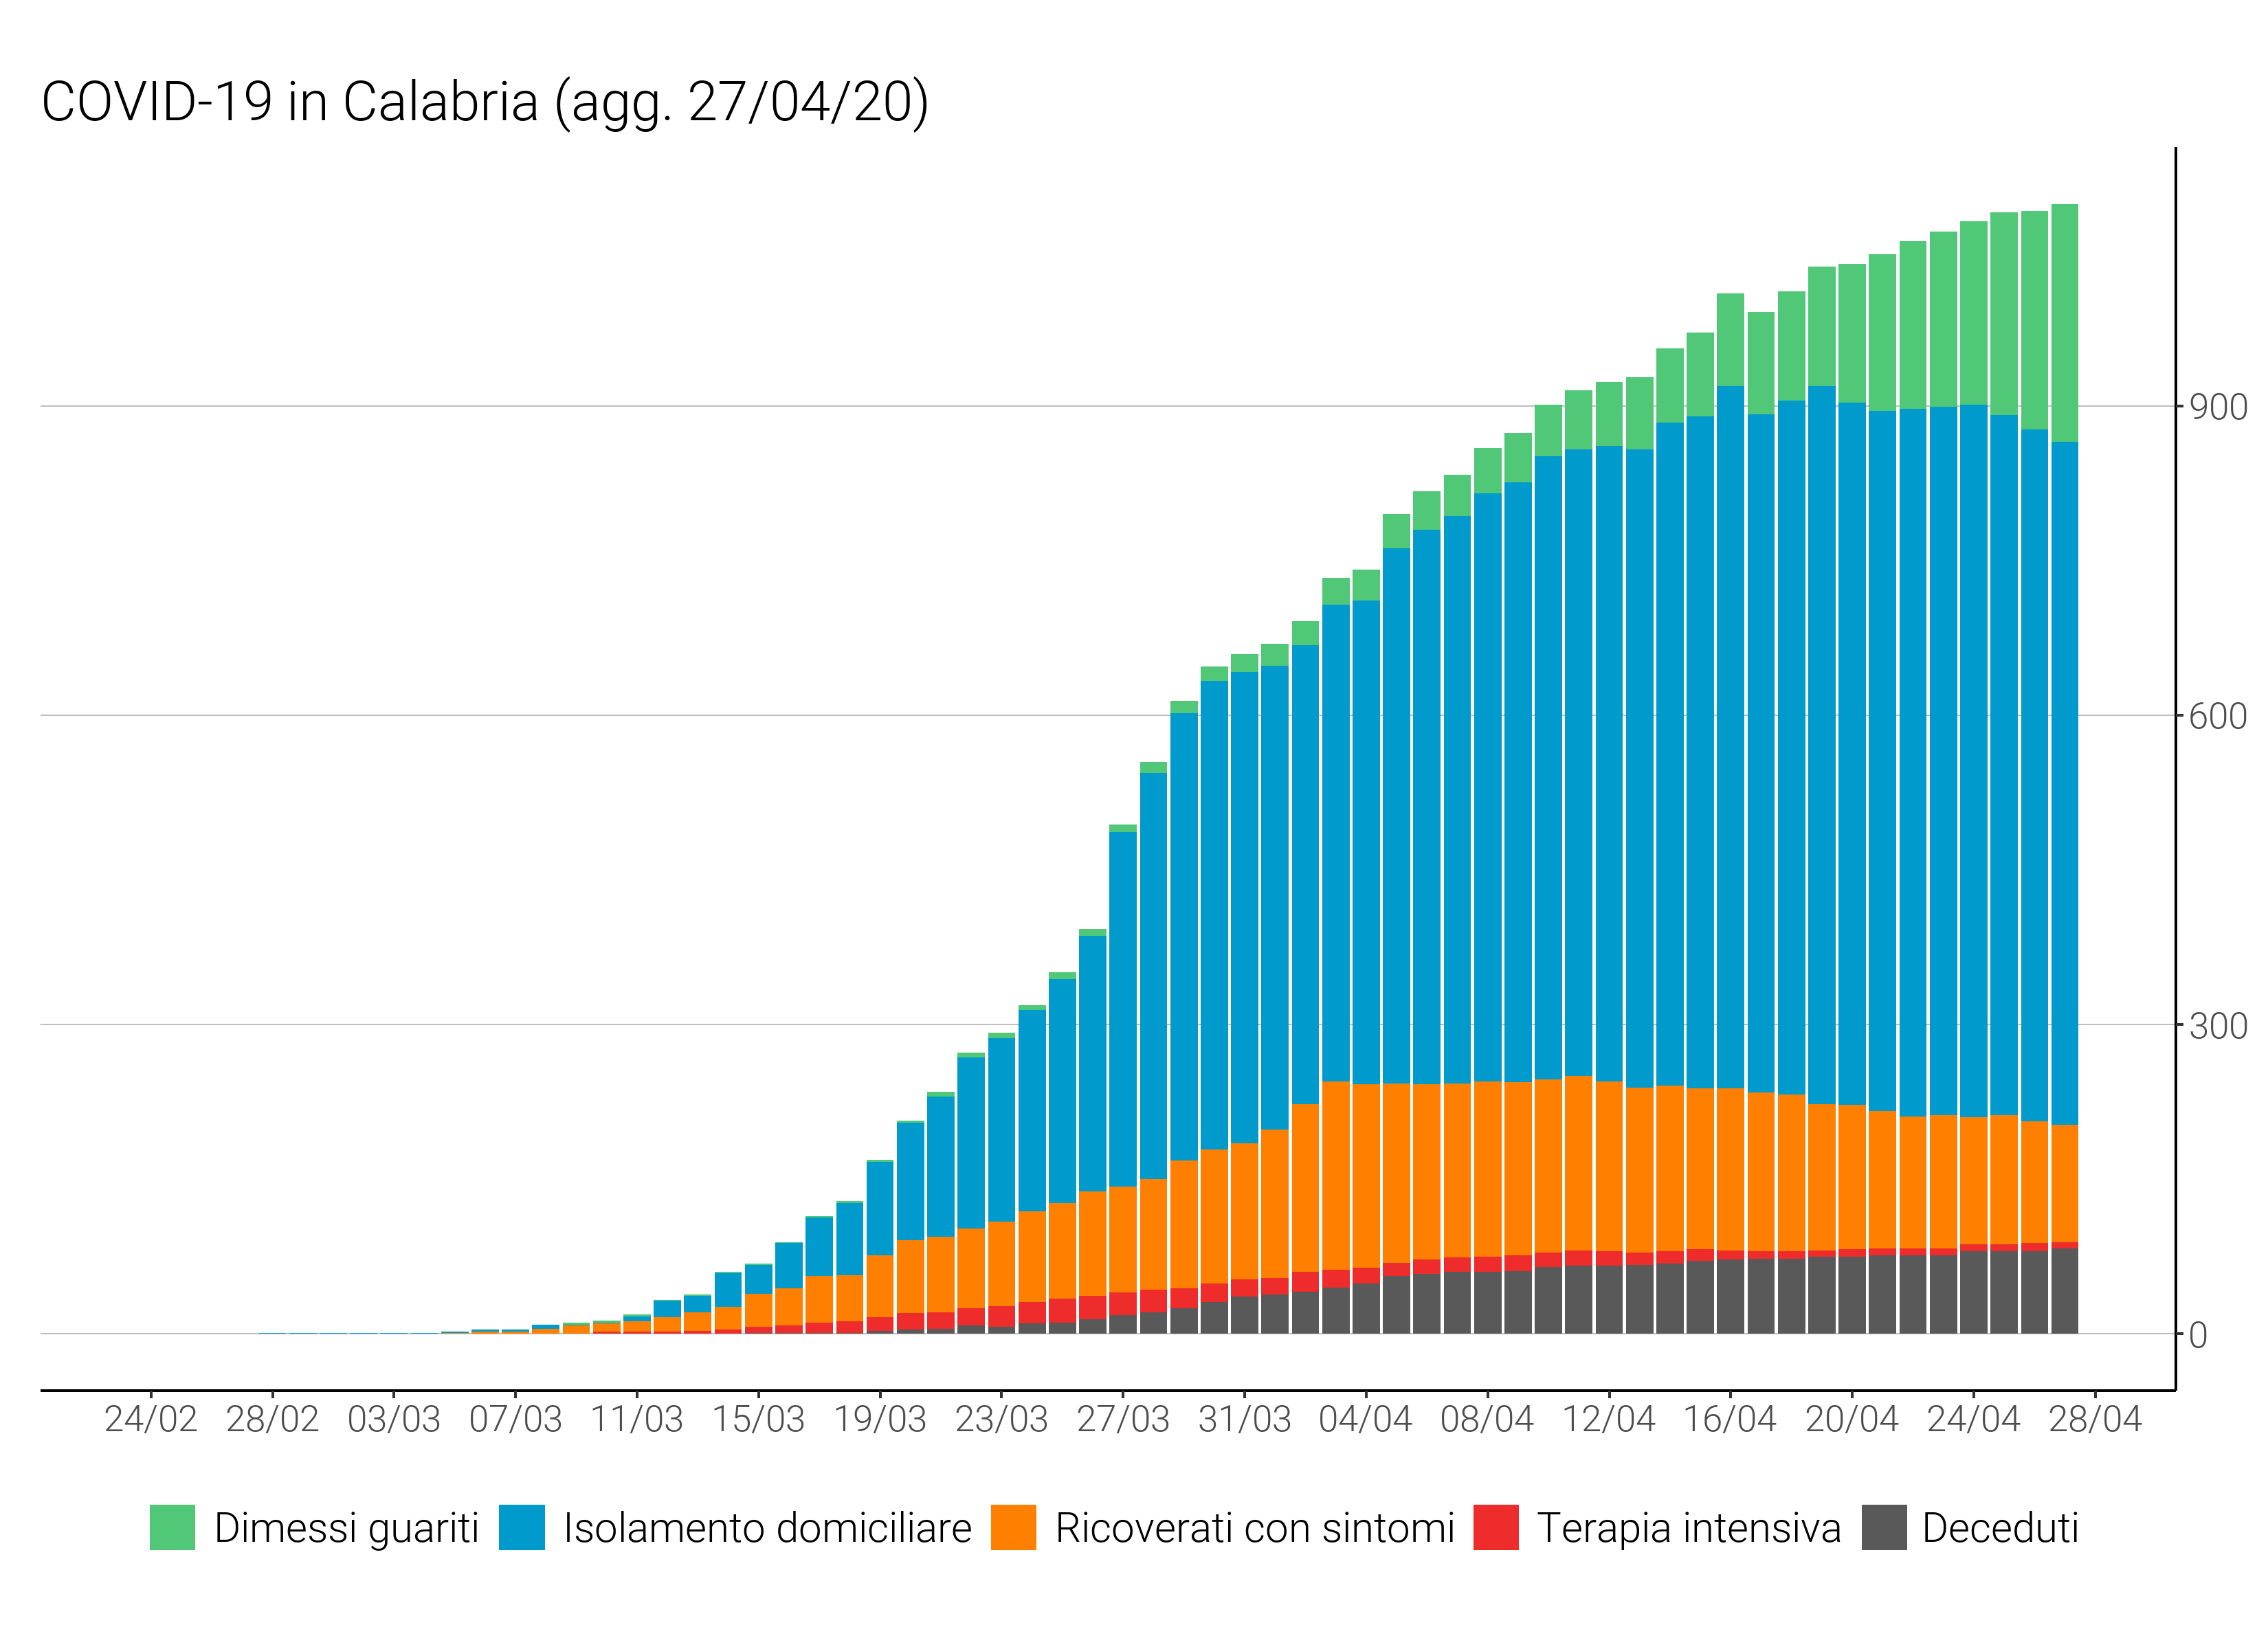 COVID-19 in Calabria (agg. 27/04/20)
900
600
300
0
24/02 28/02 03/03 07/03 11/03 15/03 19/03 23/03 27/03 31/03 04/04 08/04 12/04 16/04 20/04 24/04 28/04
Dimessi guariti Isolamento domiciliare Ricoverati con sintomi Terapia intensiva Deceduti